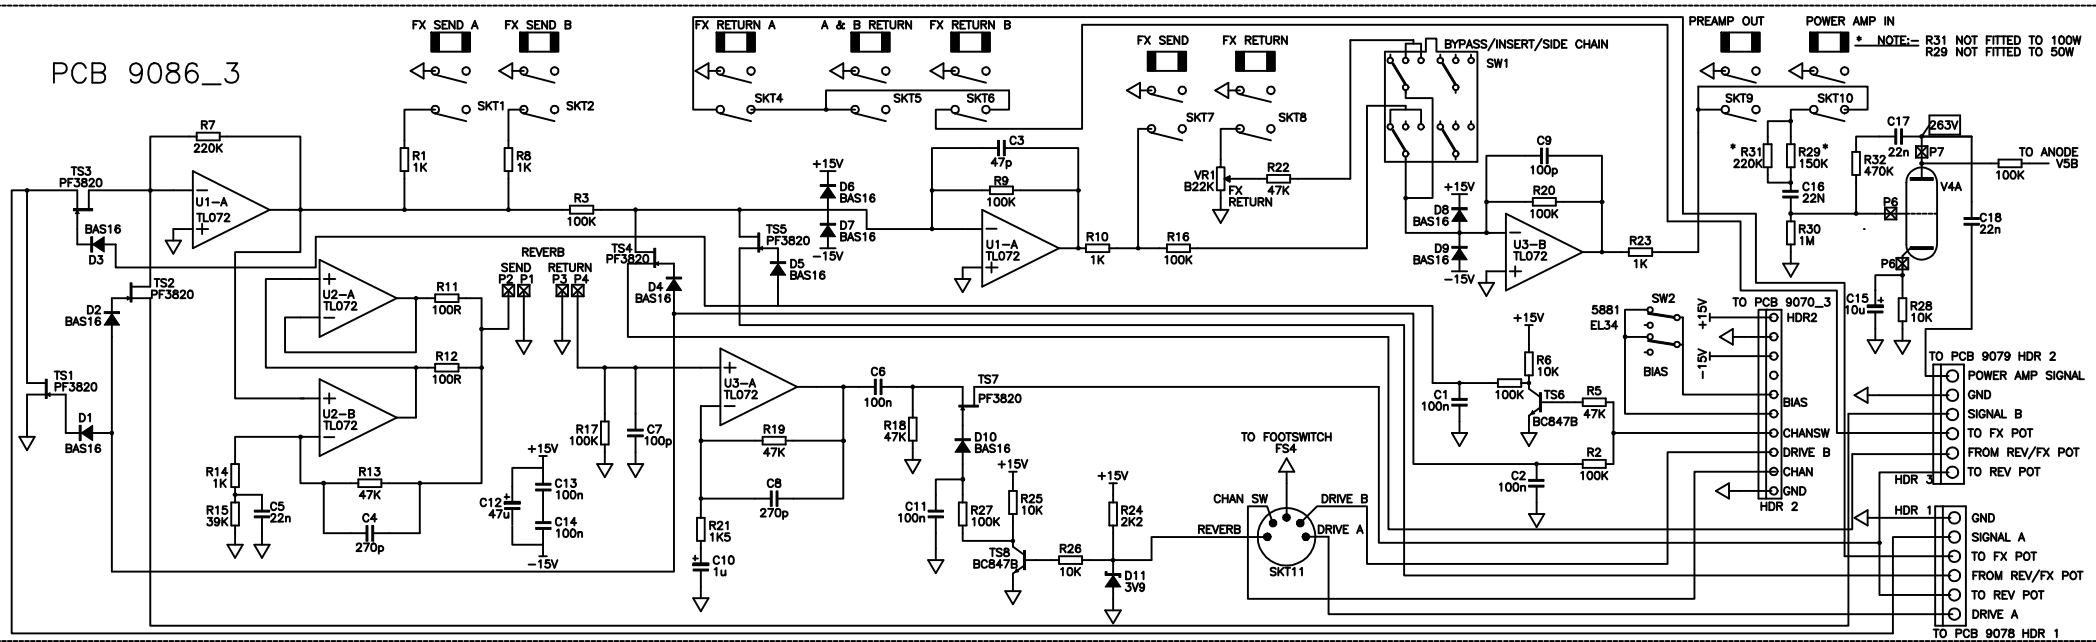 PCB 9086_3
FX SEND A
FX SEND B
SKT1
SKT2
FX RETURN A
A & B RETURN
FX RETURN B
SKT4
SKT5
SKT6
FX SEND
FX RETURN
SKT7
SKT8
BYPASS/INSERT/SIDE CHAIN
SW1
PREAMP OUT
POWER AMP IN
* NOTE:- R31 NOT FITTED TO 100W
R29 NOT FITTED TO 50W
SKT9
SKT10
R7
220K
R1
1K
R8
1K
TS3
PF3820
BAS16
D3
U1-A
TL072
R3
100K
+15V
D6
BAS16
D7
BAS16
-15V
C3
47p
R9
100K
U1-A
TL072
R10
1K
R16
100K
VR1
B22K
FX
RETURN
R22
47K
+15V
D8
BAS16
D9
BAS16
-15V
C9
100p
R20
100K
U3-B
TL072
R23
1K
* R31
220K
R29 *
150K
C16
22N
R30
1M
R32
470K
C17
22n
263V
P7
TO ANODE
V5B
100K
V4A
P6
P6
C18
22n
C15
10u
R28
10K
TS2
PF3820
D2
BAS16
TS1
PF3820
D1
BAS16
U2-A
TL072
R11
100R
R12
100R
U2-B
TL072
REVERB
SEND
P2 P1
RETURN
P3 P4
TS4
PF3820
D4
BAS16
TS5
PF3820
D5
BAS16
R14
1K
R15
39K
C5
22n
R13
47K
C4
270p
+15V
C12
47u
C13
100n
C14
100n
-15V
R17
100K
C7
100p
U3-A
TL072
R19
47K
C8
270p
R21
1K5
C10
1u
C6
100n
R18
47K
TS7
PF3820
D10
BAS16
C11
100n
R27
100K
+15V
R25
10K
TS8
BC847B
R26
10K
+15V
R24
2K2
D11
3V9
TO FOOTSWITCH
FS4
CHAN SW
DRIVE B
REVERB
DRIVE A
SKT11
C1
100n
100K
+15V
R6
10K
TS6
BC847B
R5
47K
R2
100K
C2
100n
5881
EL34
SW2
BIAS
+15V
-15V
TO PCB 9070_3
HDR2
BIAS
CHANSW
DRIVE B
CHAN
GND
HDR 2
TO PCB 9079 HDR 2
POWER AMP SIGNAL
GND
SIGNAL B
TO FX POT
FROM REV/FX POT
TO REV POT
HDR 3
HDR 1
GND
SIGNAL A
TO FX POT
FROM REV/FX POT
TO REV POT
DRIVE A
TO PCB 9078 HDR 1